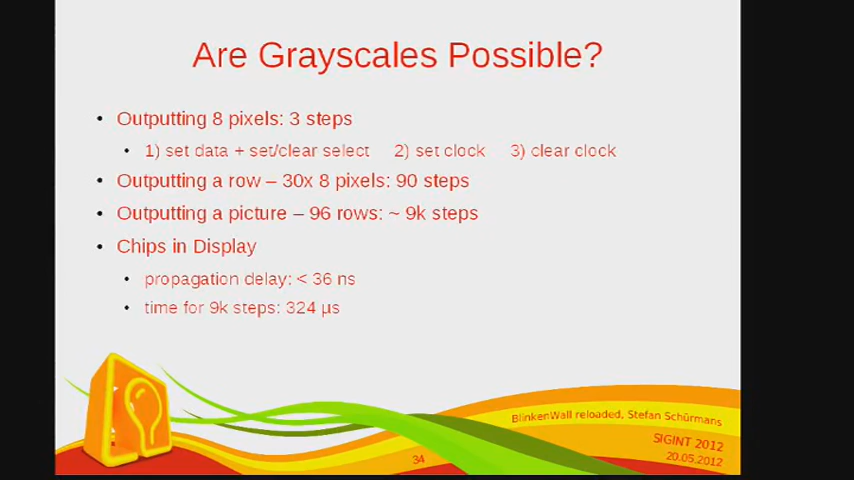 Are Grayscales Possible?
• Outputting 8 pixels: 3 steps
• 1) set data + set/clear select 2) set clock 3) clear clock
• Outputting a row – 30x 8 pixels: 90 steps
• Outputting a picture – 96 rows: ~ 9k steps
• Chips in Display
• propagation delay: < 36 ns
• time for 9k steps: 324 µs
BlinkenWall reloaded, Stefan Schürmans
SIGINT 2012
34
20.05.2012